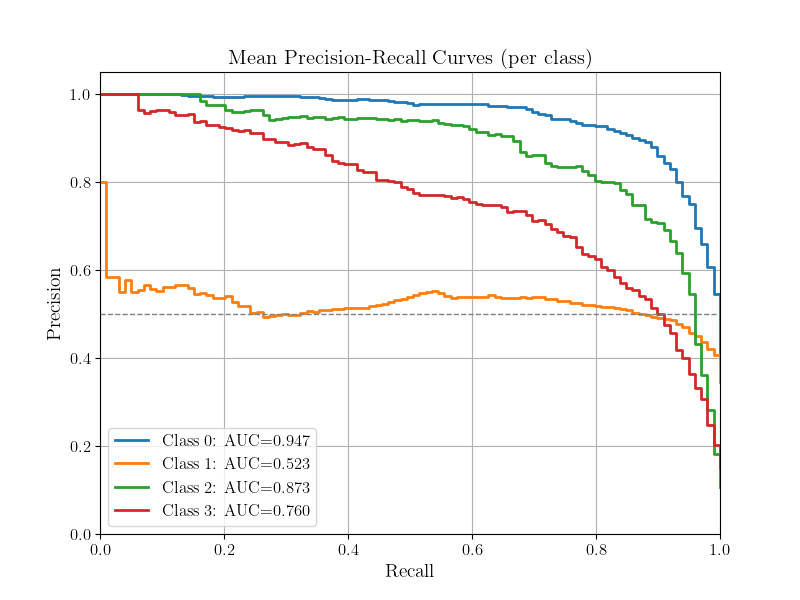 Mean Precision-Recall Curves (per class)
1.0
0.8
0.6
0.4
0.2
0.0
Precision
Class 0: AUC=0.947
Class 1: AUC=0.523
Class 2: AUC=0.873
Class 3: AUC=0.760
0.0 0.2 0.4 0.6 0.8 1.0
Recall